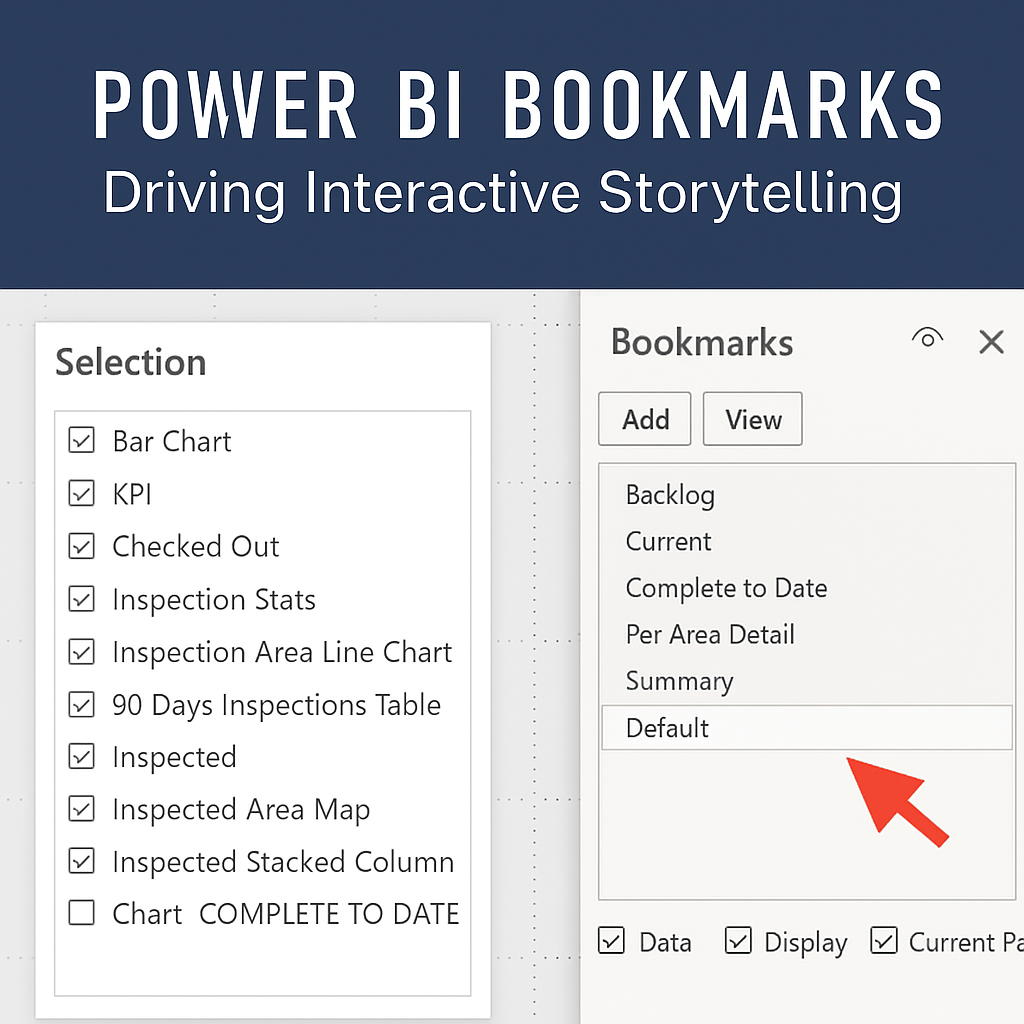 POWER BI BOOKMARKS
Driving Interactive Storytelling
Selection
Bar Chart
KPI
Checked Out
Inspection Stats
Inspection Area Line Chart
90 Days Inspections Table
Inspected
Inspected Area Map
Inspected Stacked Column
Chart COMPLETE TO DATE
Bookmarks
Add View
Backlog
Current
Complete to Date
Per Area Detail
Summary
Default
Data Display Current Pa